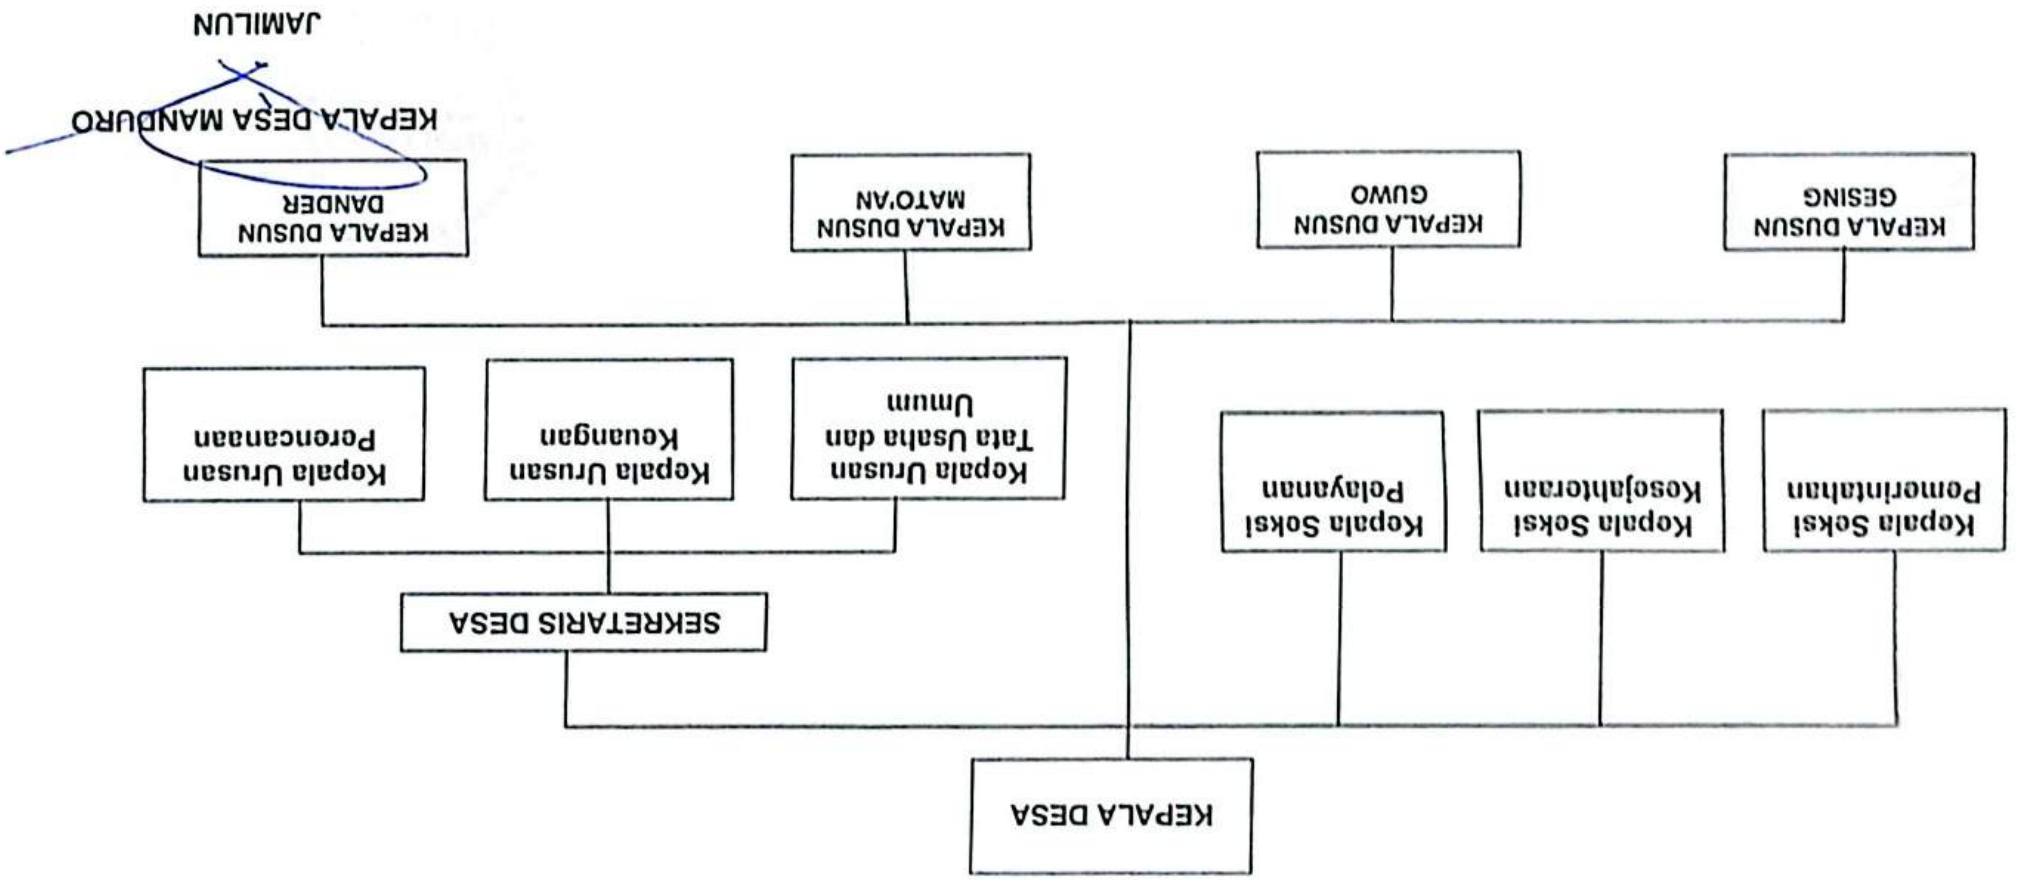 KEPALA DESA
SEKRETARIS DESA
Kepala Seksi
Pemerintahan
Kepala Seksi
Kesejahteraan
Kepala Seksi
Pelayanan
Kepala Urusan
Tata Usaha dan
Umum
Kepala Urusan
Keuangan
Kepala Urusan
Perencanaan
KEPALA DUSUN
GESING
KEPALA DUSUN
GUWO
KEPALA DUSUN
MATO'AN
KEPALA DUSUN
DANDER
KEPALA DESA MANDURO
JAMILUN